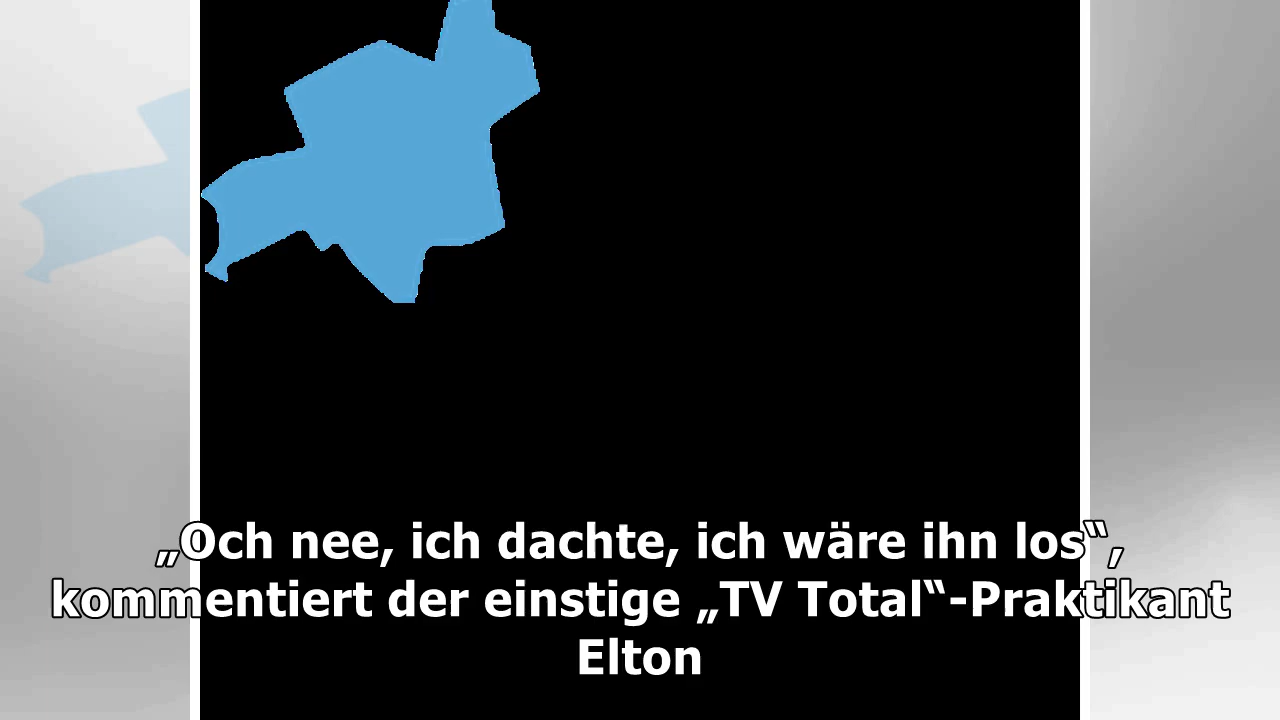 „Och nee, ich dachte, ich wäre ihn los“,
kommentiert der einstige „TV Total“-Praktikant
Elton